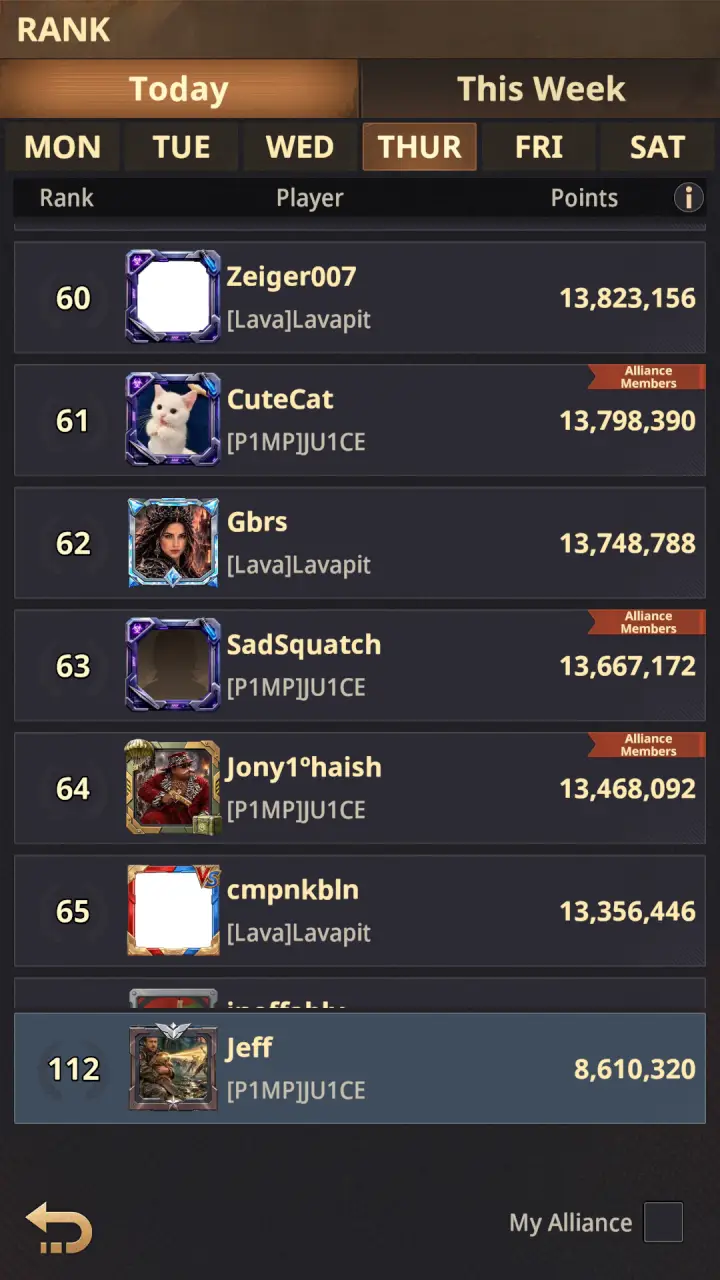 RANK
Today
This Week
MON TUE WED THUR FRI SAT
Rank Player Points i
60 Zeiger007 13,823,156
[Lava]Lavapit
Alliance Members
61 CuteCat 13,798,390
[P1MP]JU1CE
62 Gbrs 13,748,788
[Lava]Lavapit
Alliance Members
63 SadSquatch 13,667,172
[P1MP]JU1CE
Alliance Members
64 Jony1ºhaish 13,468,092
[P1MP]JU1CE
VS
65 cmpnkbln 13,356,446
[Lava]Lavapit
112 Jeff 8,610,320
[P1MP]JU1CE
My Alliance